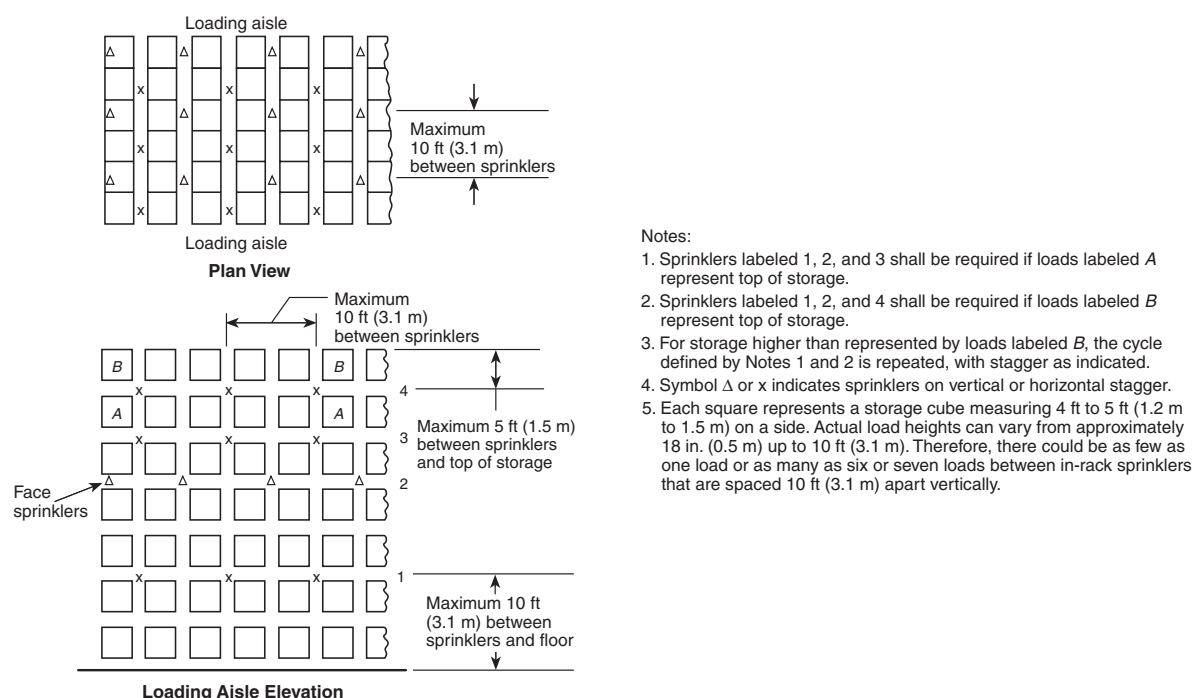 Loading aisle
Δ Δ Δ Δ
x x x
Δ Δ Δ Δ
x x x
Δ Δ Δ Δ
x x x
Maximum
10 ft (3.1 m)
between sprinklers
Loading aisle
Plan View
Maximum
10 ft (3.1 m)
between sprinklers
B B
x x x 4
A A
Maximum 5 ft (1.5 m)
between sprinklers
and top of storage
x x x 3
Δ Δ Δ Δ 2
Face
sprinklers
x x x 1
Maximum 10 ft
(3.1 m) between
sprinklers and floor
Loading Aisle Elevation
Notes:
1. Sprinklers labeled 1, 2, and 3 shall be required if loads labeled A
represent top of storage.
2. Sprinklers labeled 1, 2, and 4 shall be required if loads labeled B
represent top of storage.
3. For storage higher than represented by loads labeled B, the cycle
defined by Notes 1 and 2 is repeated, with stagger as indicated.
4. Symbol Δ or x indicates sprinklers on vertical or horizontal stagger.
5. Each square represents a storage cube measuring 4 ft to 5 ft (1.2 m
to 1.5 m) on a side. Actual load heights can vary from approximately
18 in. (0.5 m) up to 10 ft (3.1 m). Therefore, there could be as few as
one load or as many as six or seven loads between in-rack sprinklers
that are spaced 10 ft (3.1 m) apart vertically.